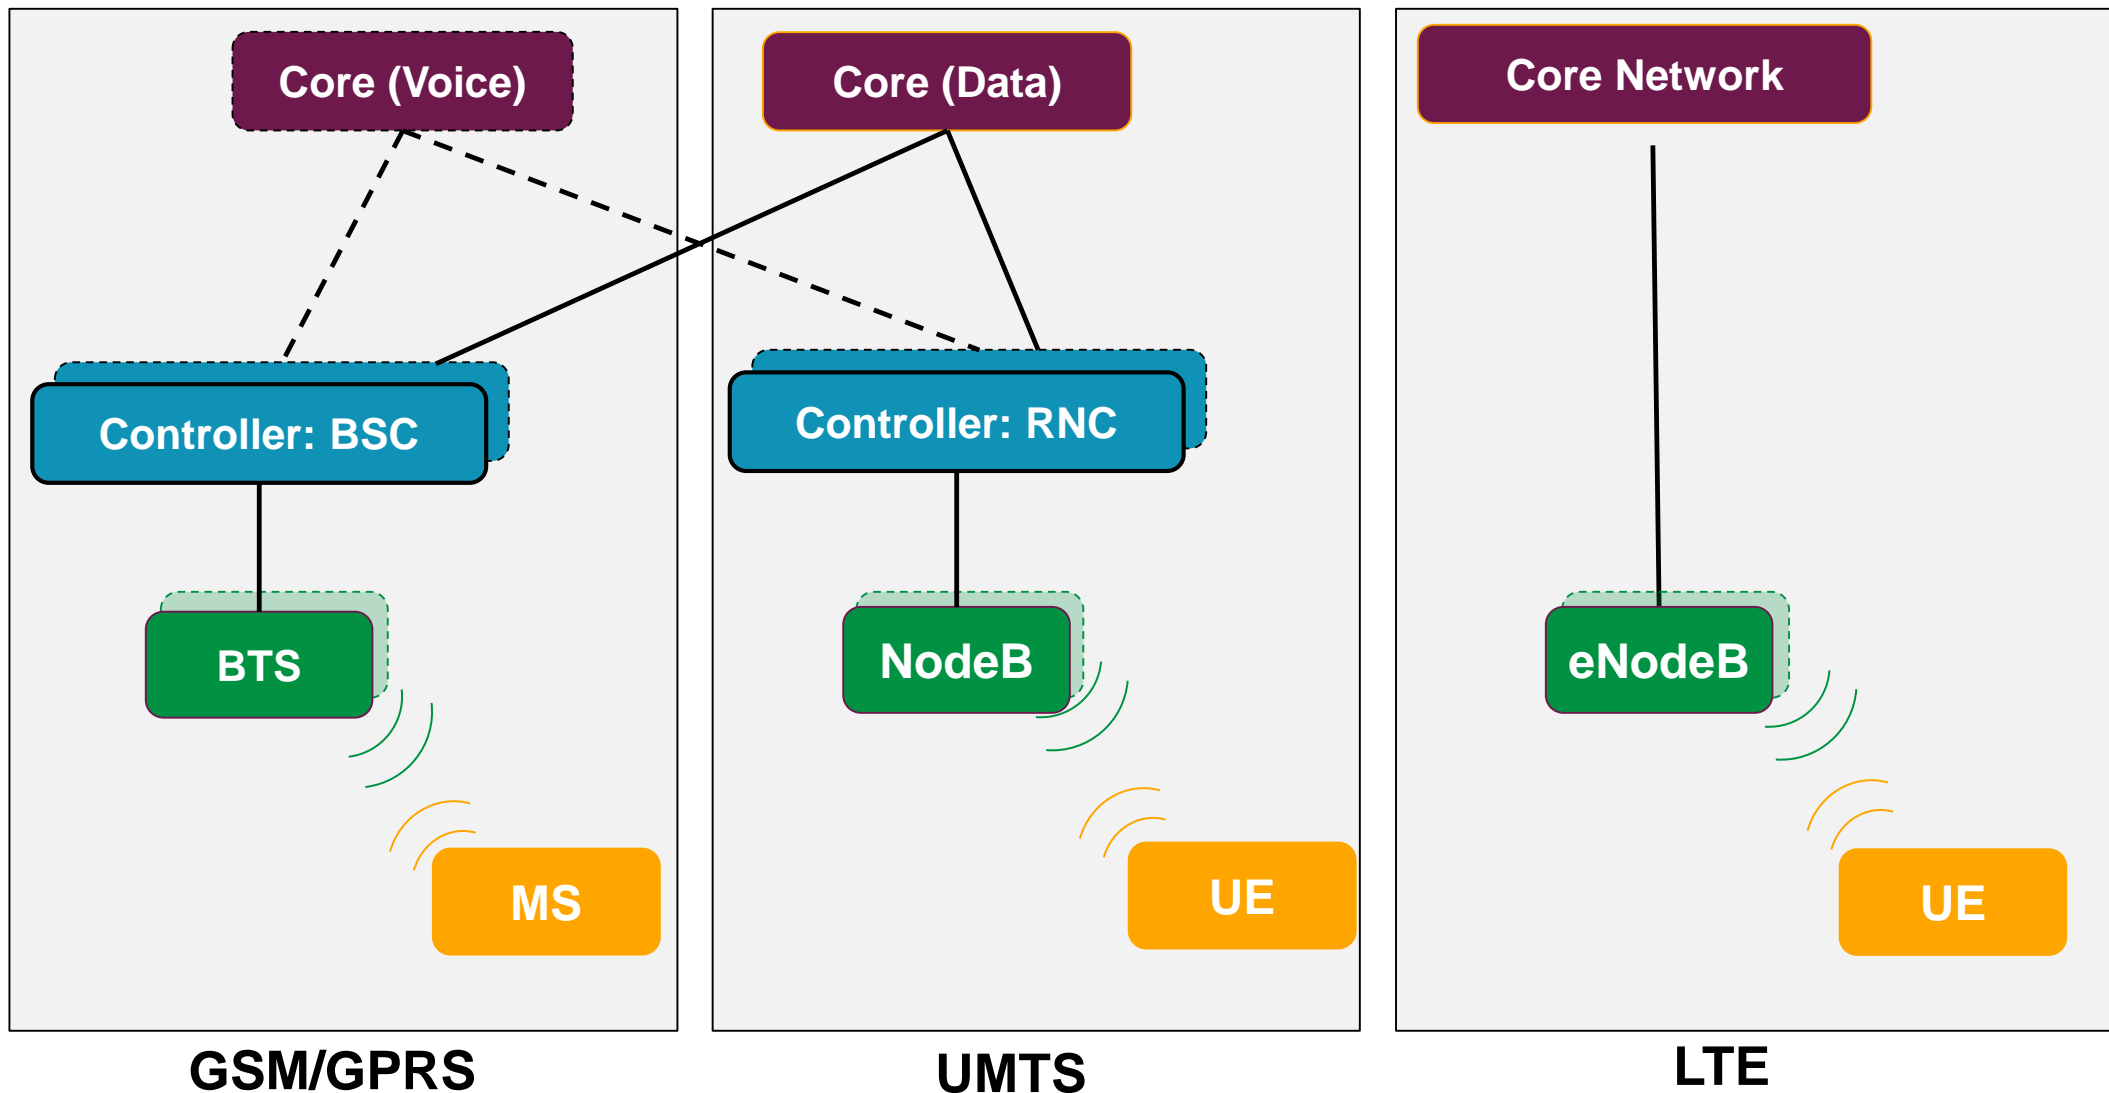 Core (Voice)
Core (Data)
Core Network
Controller: BSC
Controller: RNC
BTS
NodeB
eNodeB
MS
UE
UE
GSM/GPRS
UMTS
LTE